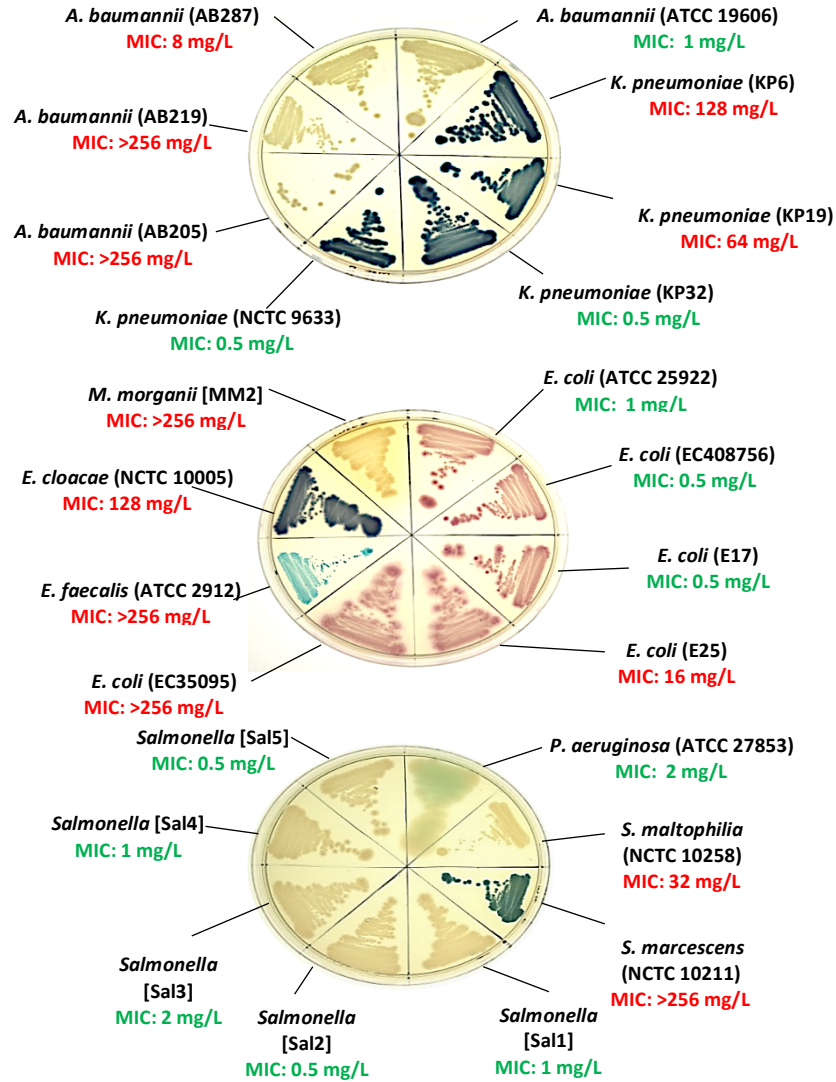 A. baumannii (AB287)
MIC: 8 mg/L
A. baumannii (ATCC 19606)
MIC: 1 mg/L
K. pneumoniae (KP6)
MIC: 128 mg/L
A. baumannii (AB219)
MIC: >256 mg/L
K. pneumoniae (KP19)
MIC: 64 mg/L
A. baumannii (AB205)
MIC: >256 mg/L
K. pneumoniae (KP32)
MIC: 0.5 mg/L
K. pneumoniae (NCTC 9633)
MIC: 0.5 mg/L
M. morganii [MM2]
MIC: >256 mg/L
E. coli
(ATCC 25922)
MIC: 1 mg/L
E. coli (EC408756)
MIC: 0.5 mg/L
E. cloacae (NCTC 10005)
MIC: 128 mg/L
E. coli (E17)
MIC: 0.5 mg/L
E. faecalis (ATCC 2912)
MIC: >256 mg/L
E. coli (E25)
MIC: 16 mg/L
E. coli (EC35095)
MIC: >256 mg/L
Salmonella [Sal5]
MIC: 0.5 mg/L
P. aeruginosa (ATCC 27853)
MIC: 2 mg/L
Salmonella [Sal4]
MIC: 1 mg/L
S. maltophilia
(NCTC 10258)
MIC: 32 mg/L
S. marcescens
(NCTC 10211)
MIC: >256 mg/L
Salmonella
[Sal3]
MIC: 2 mg/L
Salmonella
[Sal2]
MIC: 0.5 mg/L
Salmonella
[Sal1]
MIC: 1 mg/L